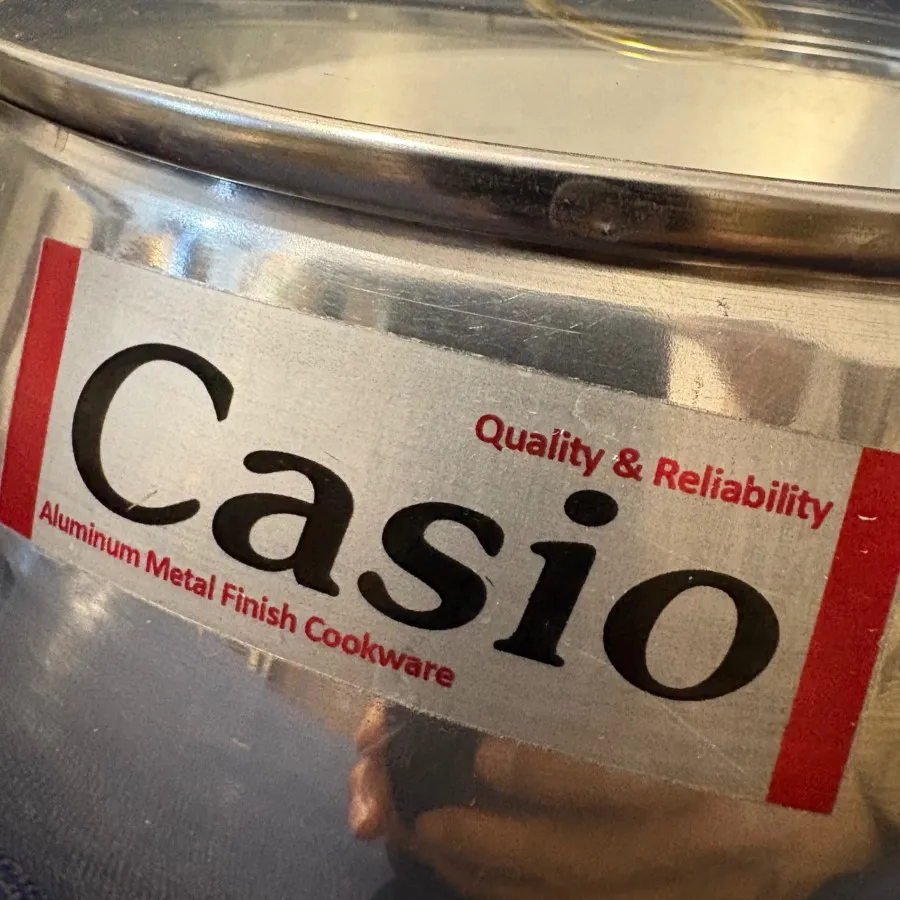 Quality & Reliability
Casio
Aluminum Metal Finish Cookware